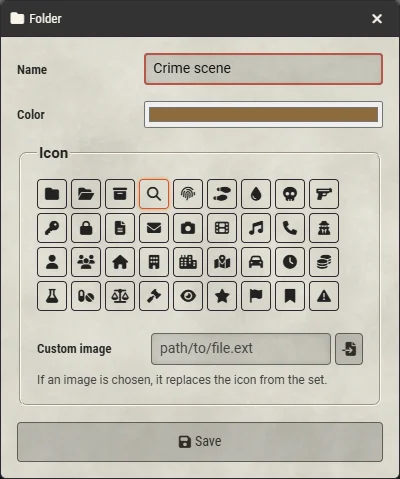 Folder
Name
Crime scene
Color
Icon
Custom image
path/to/file.ext
If an image is chosen, it replaces the icon from the set.
Save